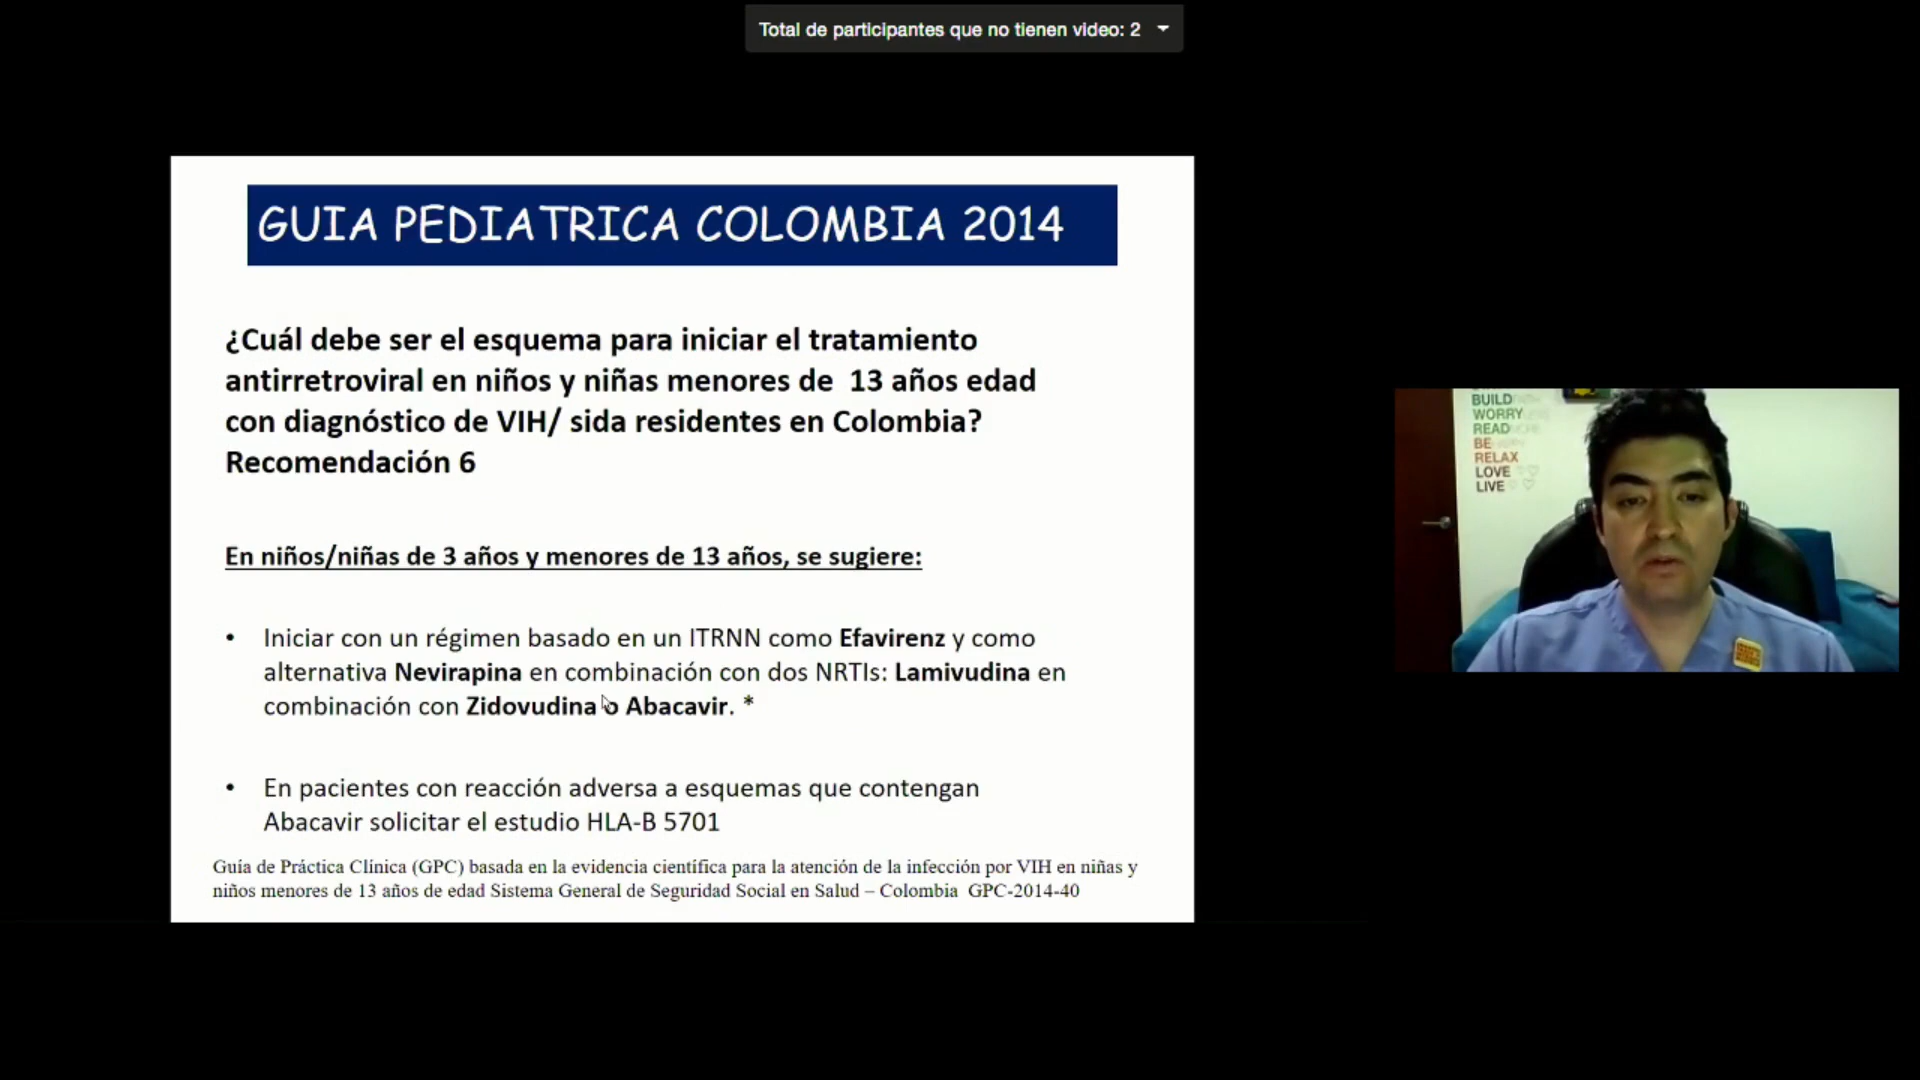 Total de participantes que no tienen video: 2
GUIA PEDIATRICA COLOMBIA 2014
¿Cuál debe ser el esquema para iniciar el tratamiento
antirretroviral en niños y niñas menores de 13 años edad
con diagnóstico de VIH/ sida residentes en Colombia?
Recomendación 6
En niños/niñas de 3 años y menores de 13 años, se sugiere:
• Iniciar con un régimen basado en un ITRNN como Efavirenz y como
alternativa Nevirapina en combinación con dos NRTIs: Lamivudina en
combinación con Zidovudina o Abacavir. *
• En pacientes con reacción adversa a esquemas que contengan
Abacavir solicitar el estudio HLA-B 5701
Guía de Práctica Clínica (GPC) basada en la evidencia científica para la atención de la infección por VIH en niñas y
niños menores de 13 años de edad Sistema General de Seguridad Social en Salud – Colombia GPC-2014-40
BUILD
WORRY
READ
BE
RELAX
LOVE
LIVE